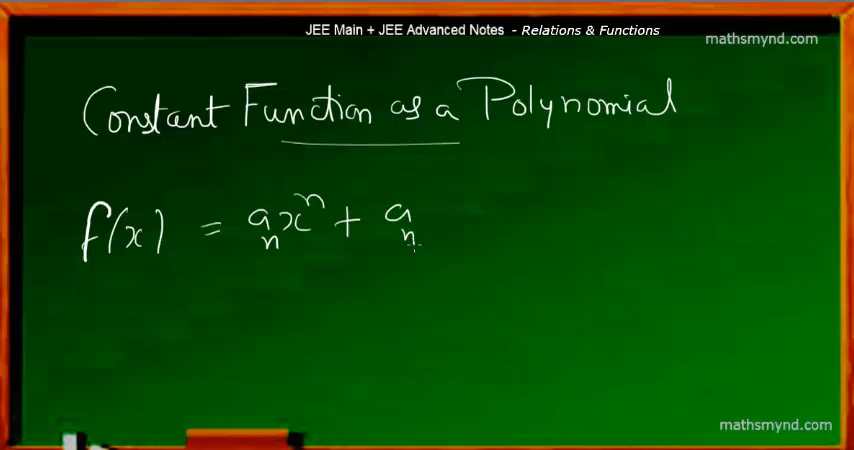 JEE Main + JEE Advanced Notes - Relations & Functions
mathsmynd.com
Constant Function as a Polynomial
f(x) = aₙxⁿ + aₙ
mathsmynd.com